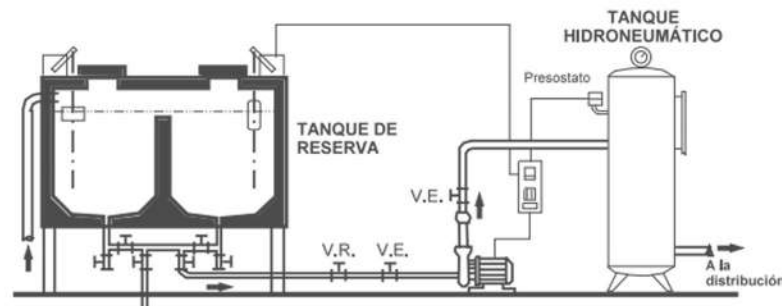 TANQUE
HIDRONEUMÁTICO
Presostato
TANQUE DE
RESERVA
V.E.
V.R.
V.E.
A la
distribución